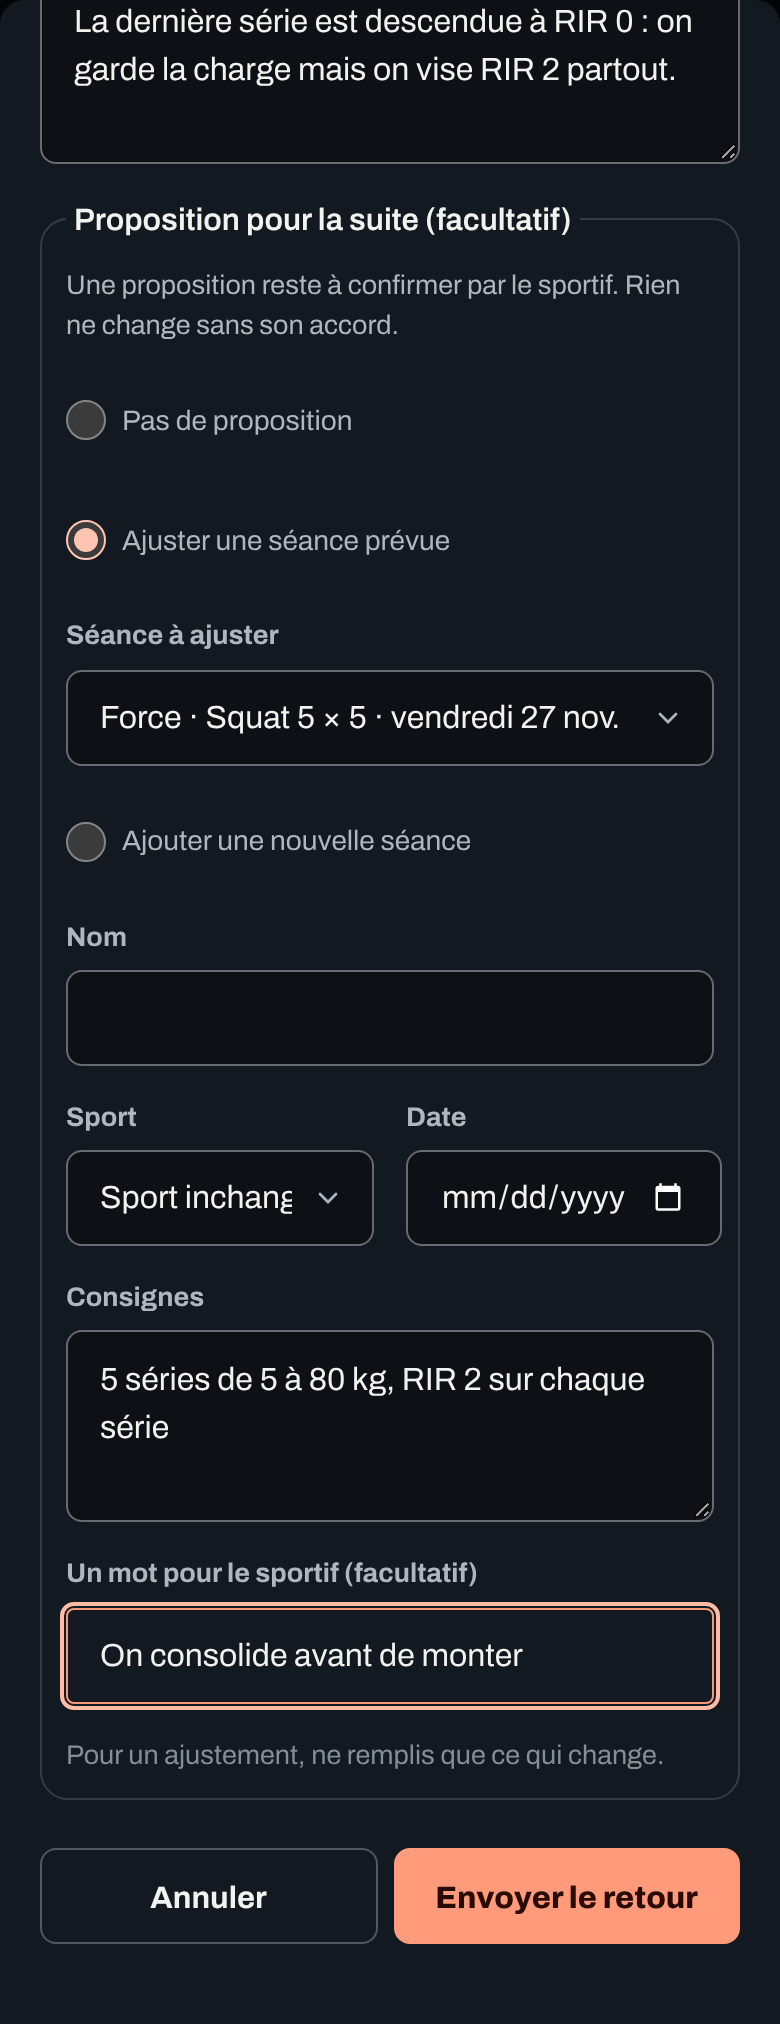 La dernière série est descendue à RIR 0 : on
garde la charge mais on vise RIR 2 partout.
Proposition pour la suite (facultatif)
Une proposition reste à confirmer par le sportif. Rien
ne change sans son accord.
Pas de proposition
Ajuster une séance prévue
Séance à ajuster
Force · Squat 5 × 5 · vendredi 27 nov.
Ajouter une nouvelle séance
Nom
Sport
Date
Sport inchang
mm/dd/yyyy
Consignes
5 séries de 5 à 80 kg, RIR 2 sur chaque
série
Un mot pour le sportif (facultatif)
On consolide avant de monter
Pour un ajustement, ne remplis que ce qui change.
Annuler
Envoyer le retour